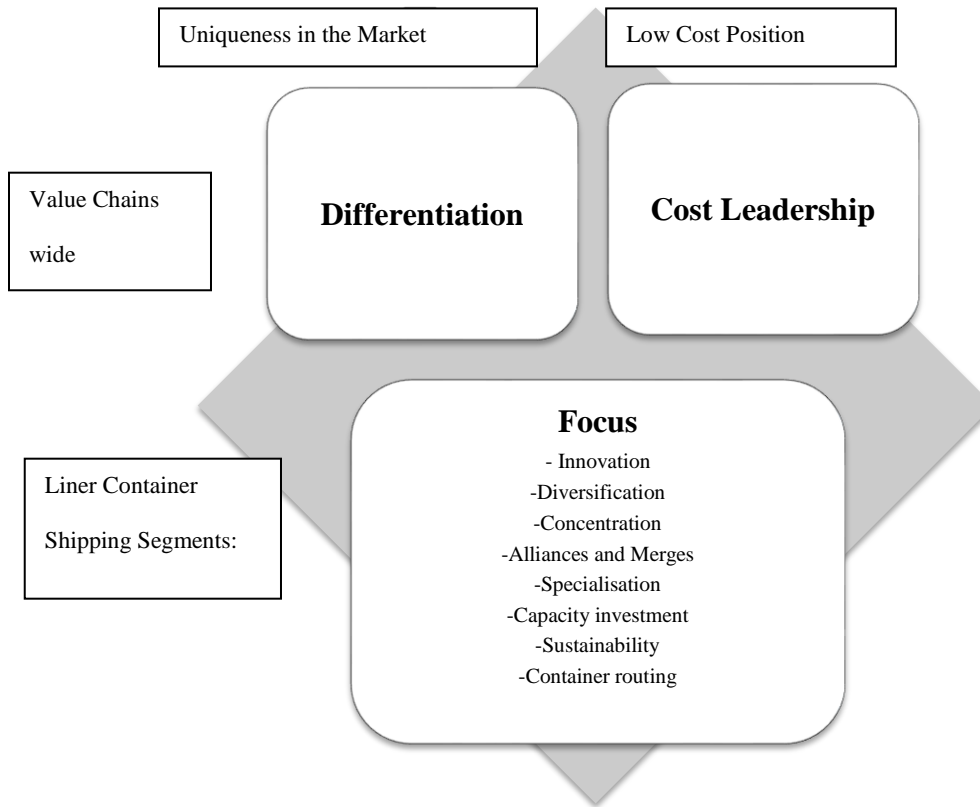 Uniqueness in the Market
Low Cost Position
Value Chains
wide
Differentiation
Cost Leadership
Liner Container
Shipping Segments:
Focus
- Innovation
-Diversification
-Concentration
-Alliances and Merges
-Specialisation
-Capacity investment
-Sustainability
-Container routing